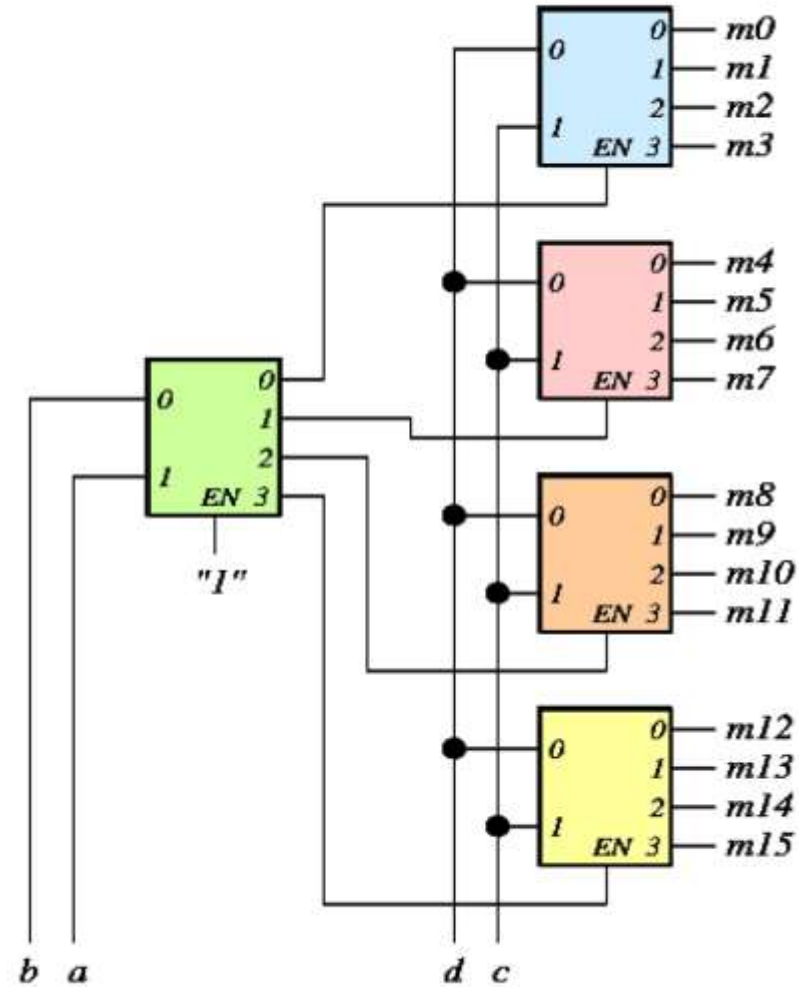 0 0 m0
1 m1
1 2 m2
EN 3 m3
0 0 m4
1 m5
1 2 m6
EN 3 m7
0 0
1
1 2
EN 3
"1"
0 0 m8
1 m9
1 2 m10
EN 3 m11
0 0 m12
1 m13
1 2 m14
EN 3 m15
b a d c